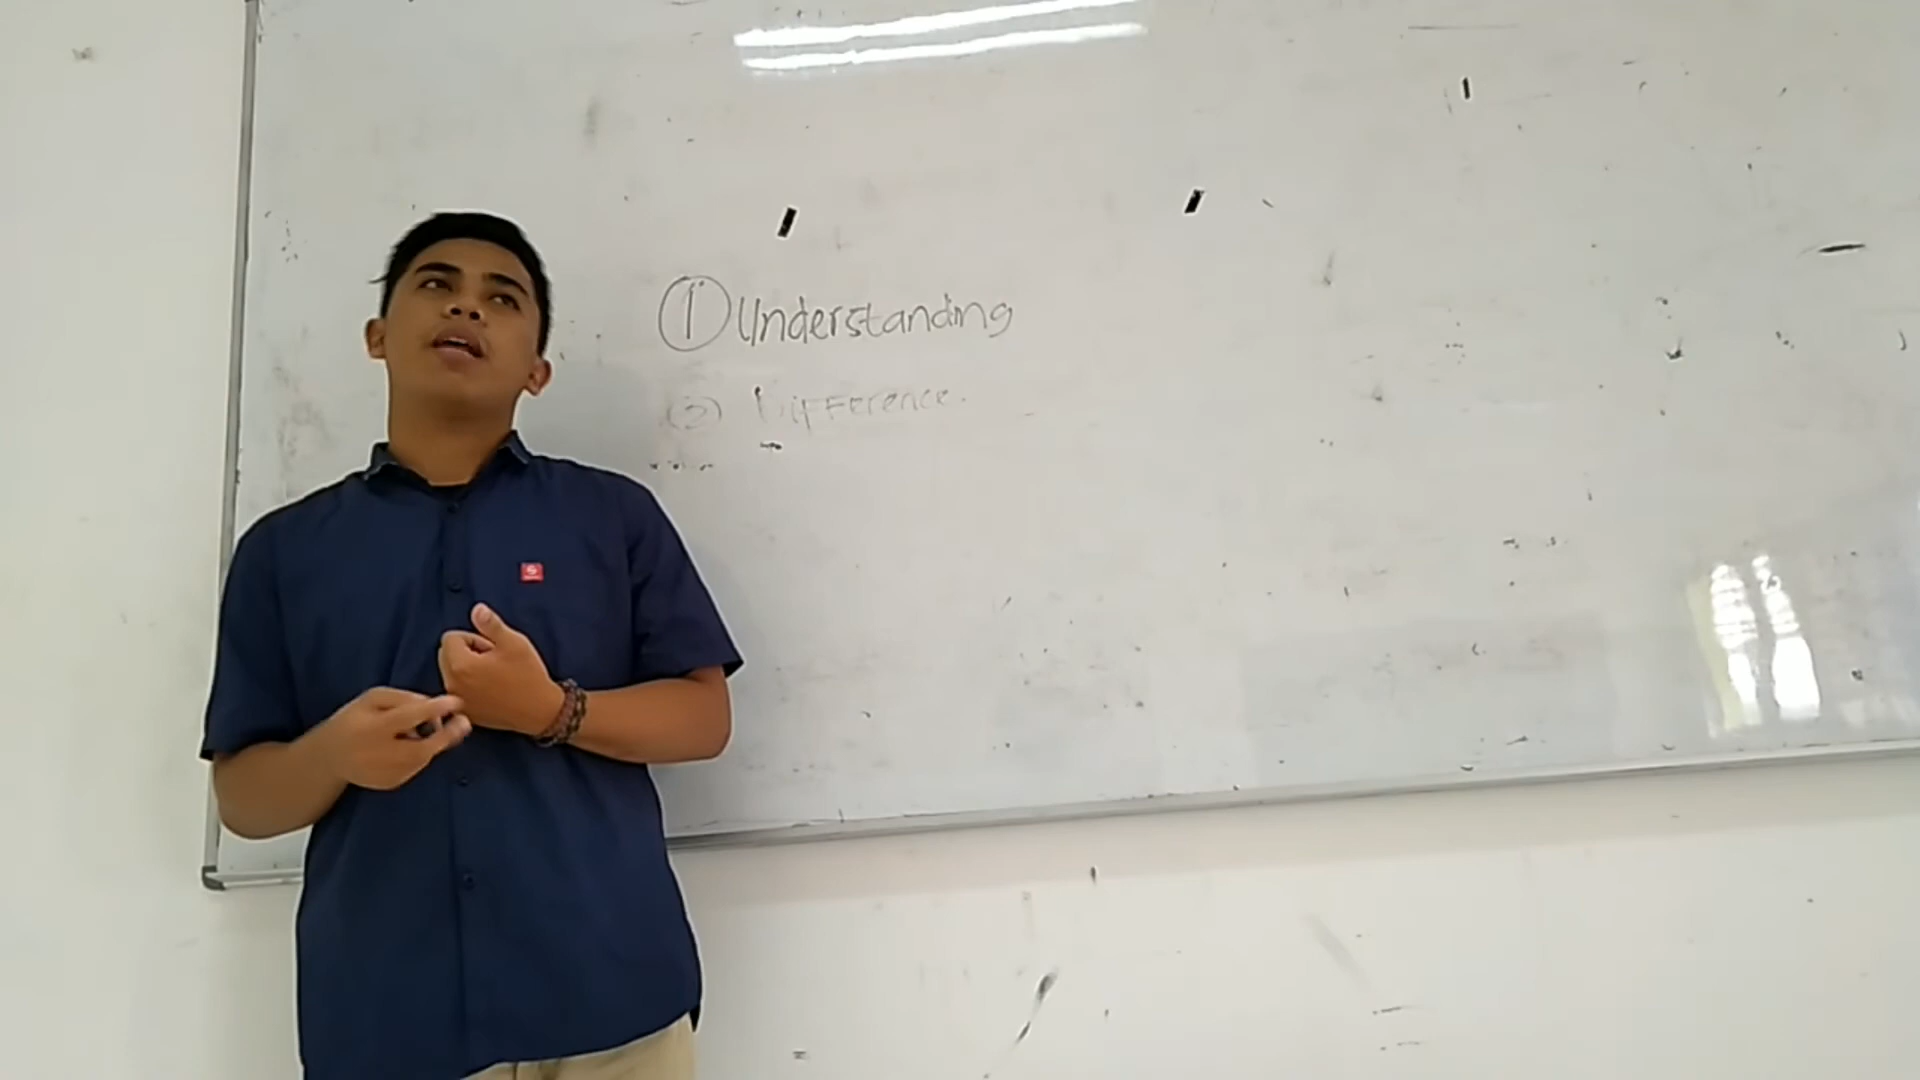 ① Understanding
② Difference.